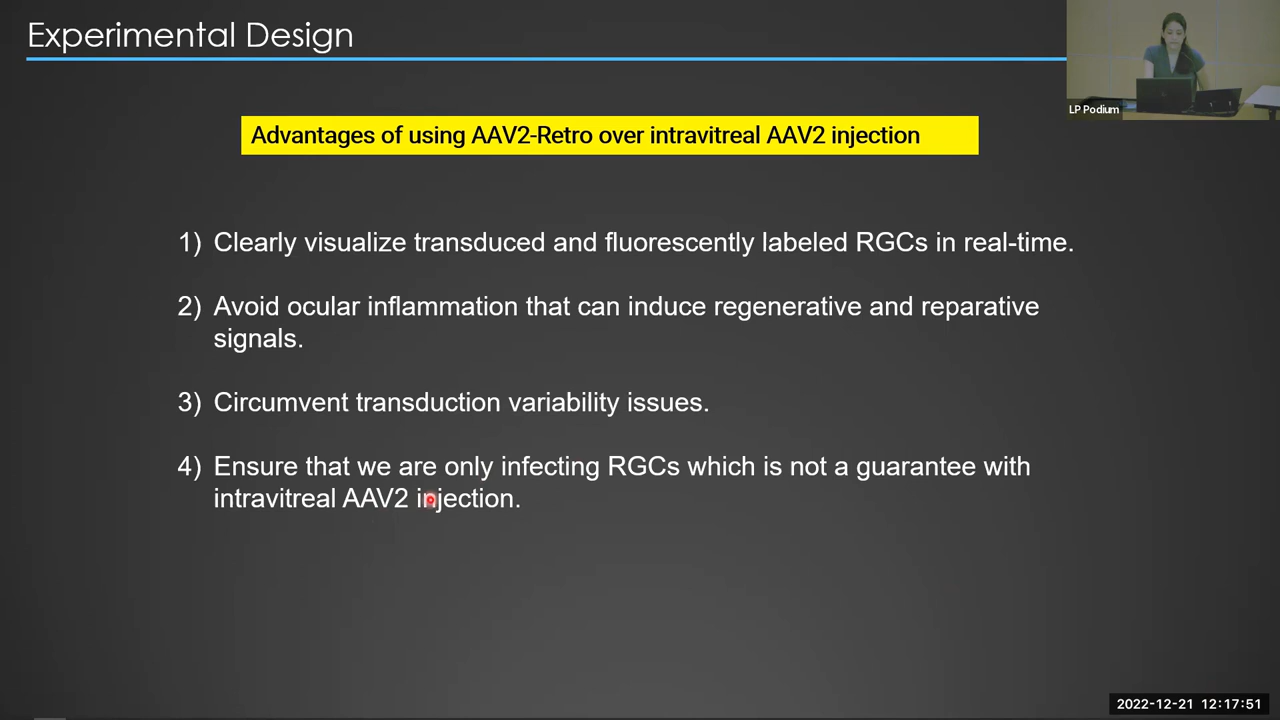 Experimental Design
LP Podium
Advantages of using AAV2-Retro over intravitreal AAV2 injection
1) Clearly visualize transduced and fluorescently labeled RGCs in real-time.
2) Avoid ocular inflammation that can induce regenerative and reparative
signals.
3) Circumvent transduction variability issues.
4) Ensure that we are only infecting RGCs which is not a guarantee with
intravitreal AAV2 injection.
2022-12-21 12:17:51